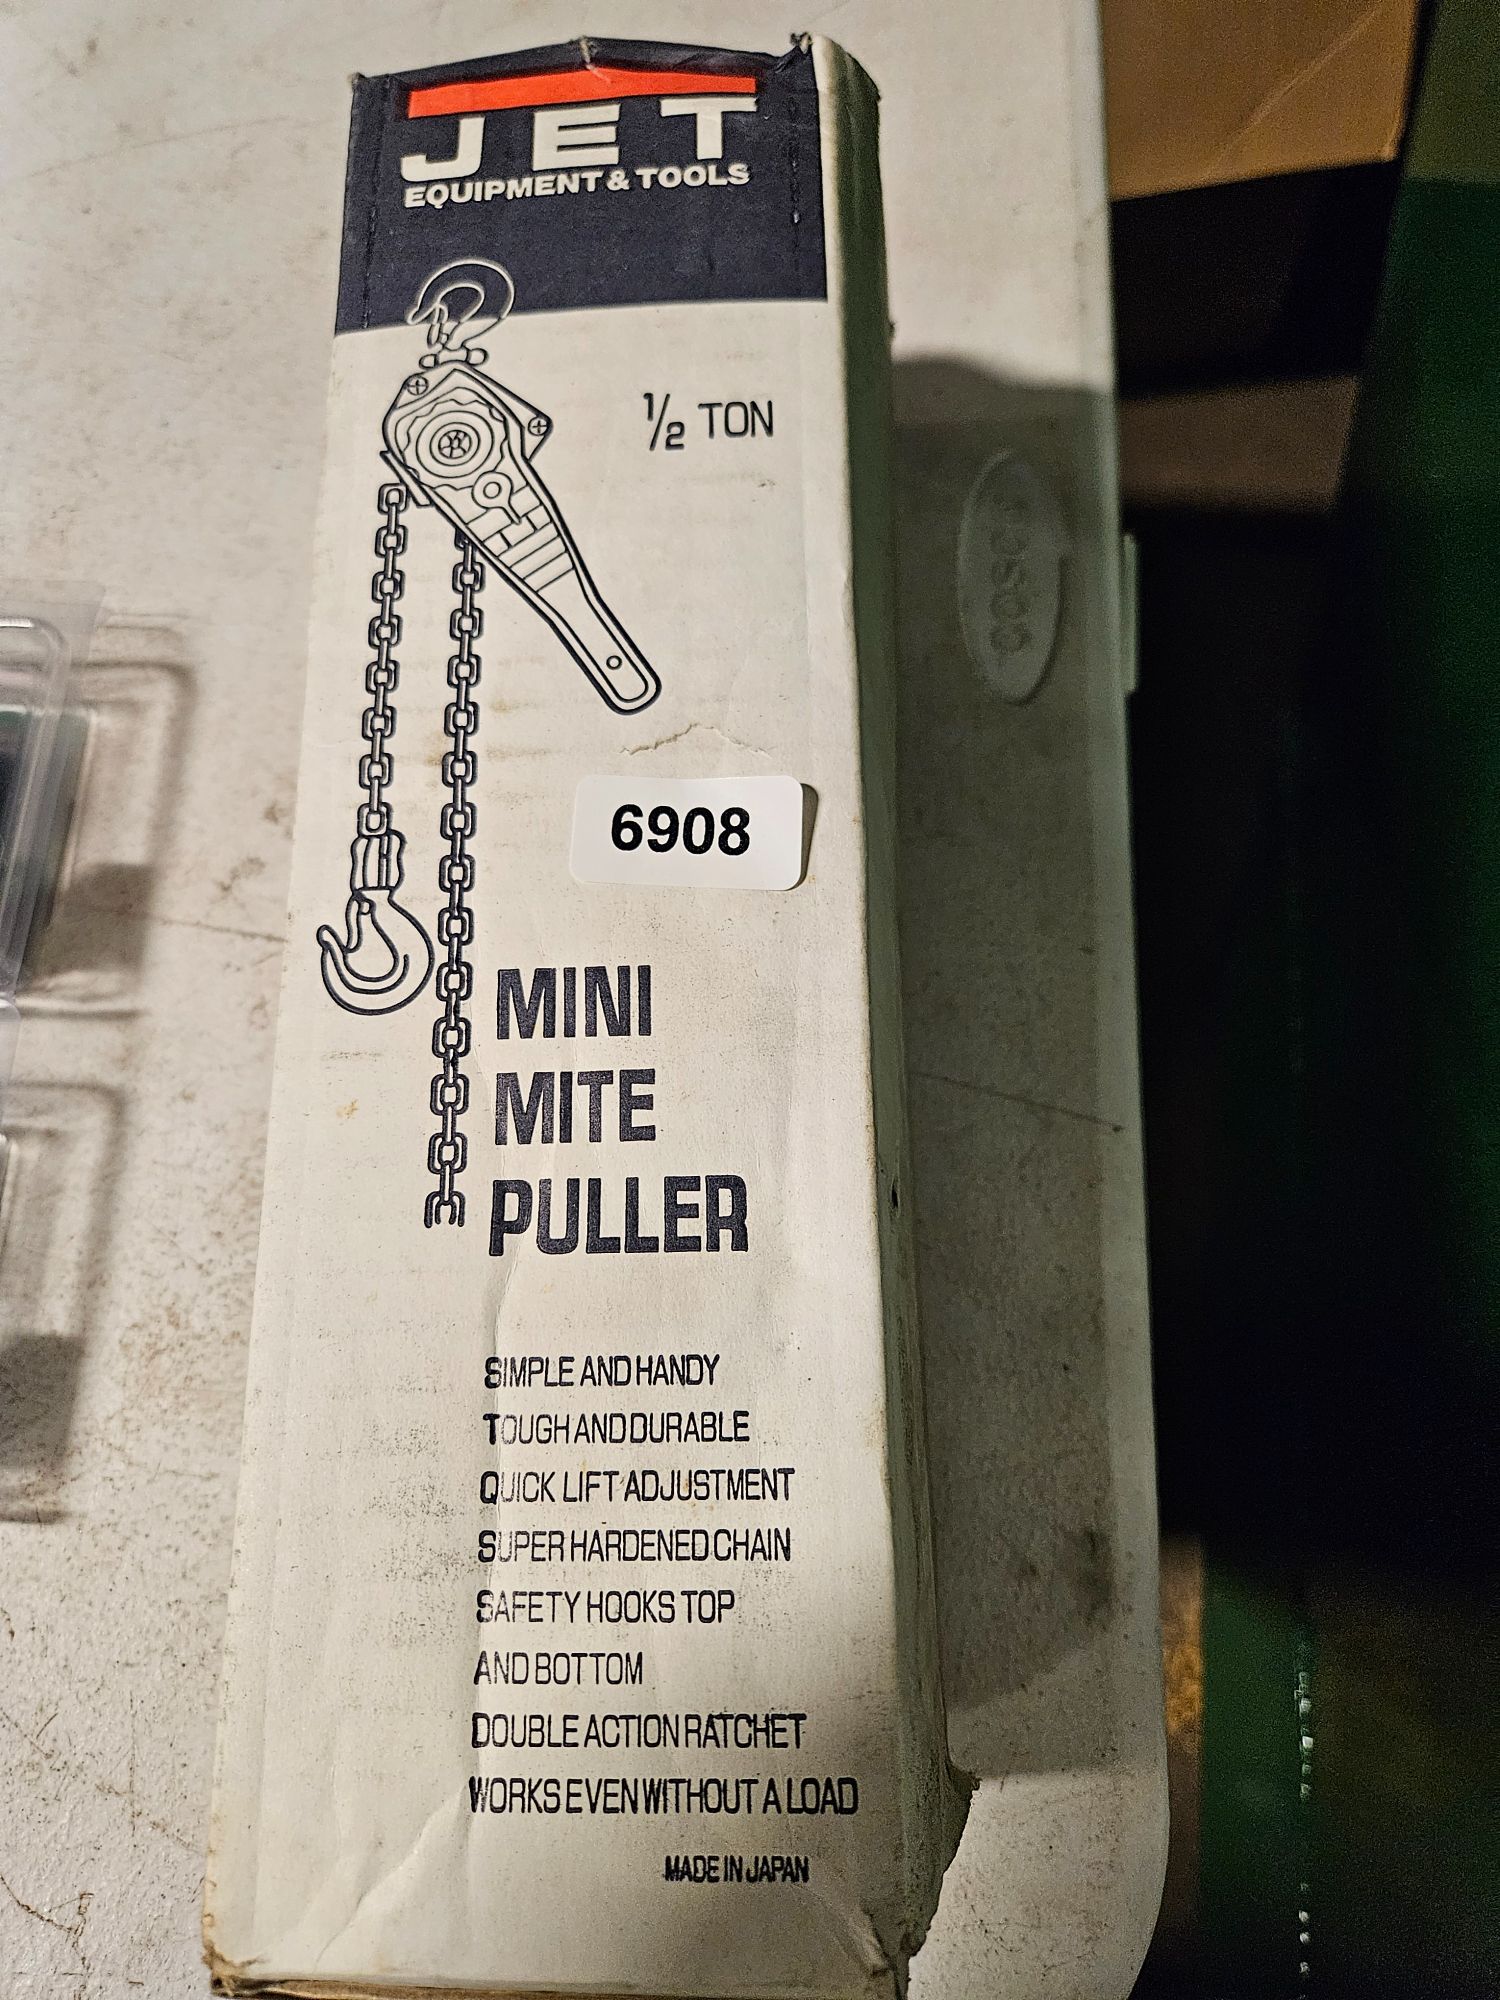 JET
EQUIPMENT & TOOLS
1/2 TON
COSCO
6908
MINI
MITE
PULLER
SIMPLE AND HANDY
TOUGH AND DURABLE
QUICK LIFT ADJUSTMENT
SUPER HARDENED CHAIN
SAFETY HOOKS TOP
AND BOTTOM
DOUBLE ACTION RATCHET
WORKS EVEN WITHOUT A LOAD
MADE IN JAPAN